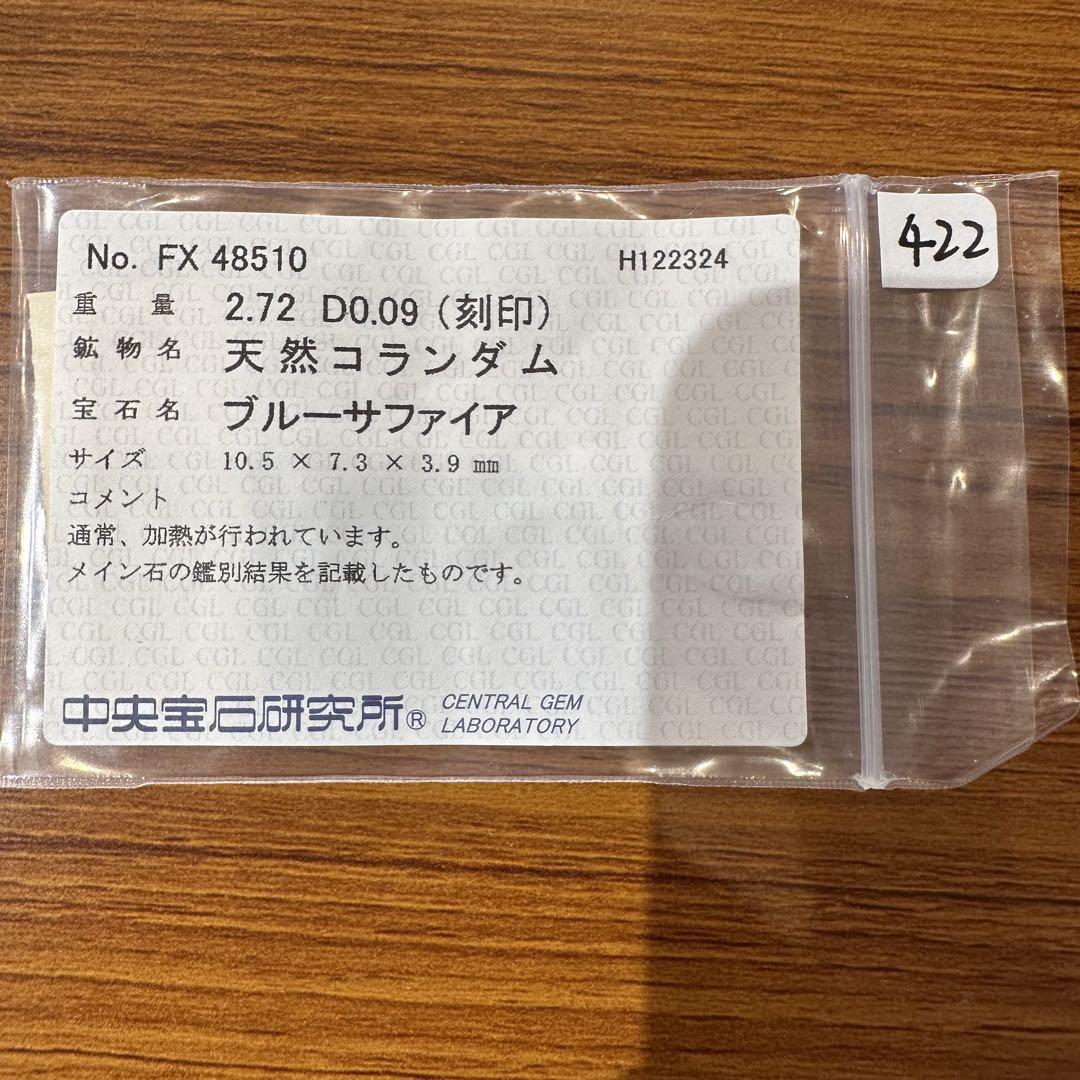 No. FX 48510 H122324
重量 2.72 D0.09 (刻印)
鉱物名 天然コランダム
宝石名 ブルーサファイア
サイズ 10.5 × 7.3 × 3.9 mm
コメント
通常、加熱が行われています。
メイン石の鑑別結果を記載したものです。
中央宝石研究所® CENTRAL GEM
LABORATORY
422